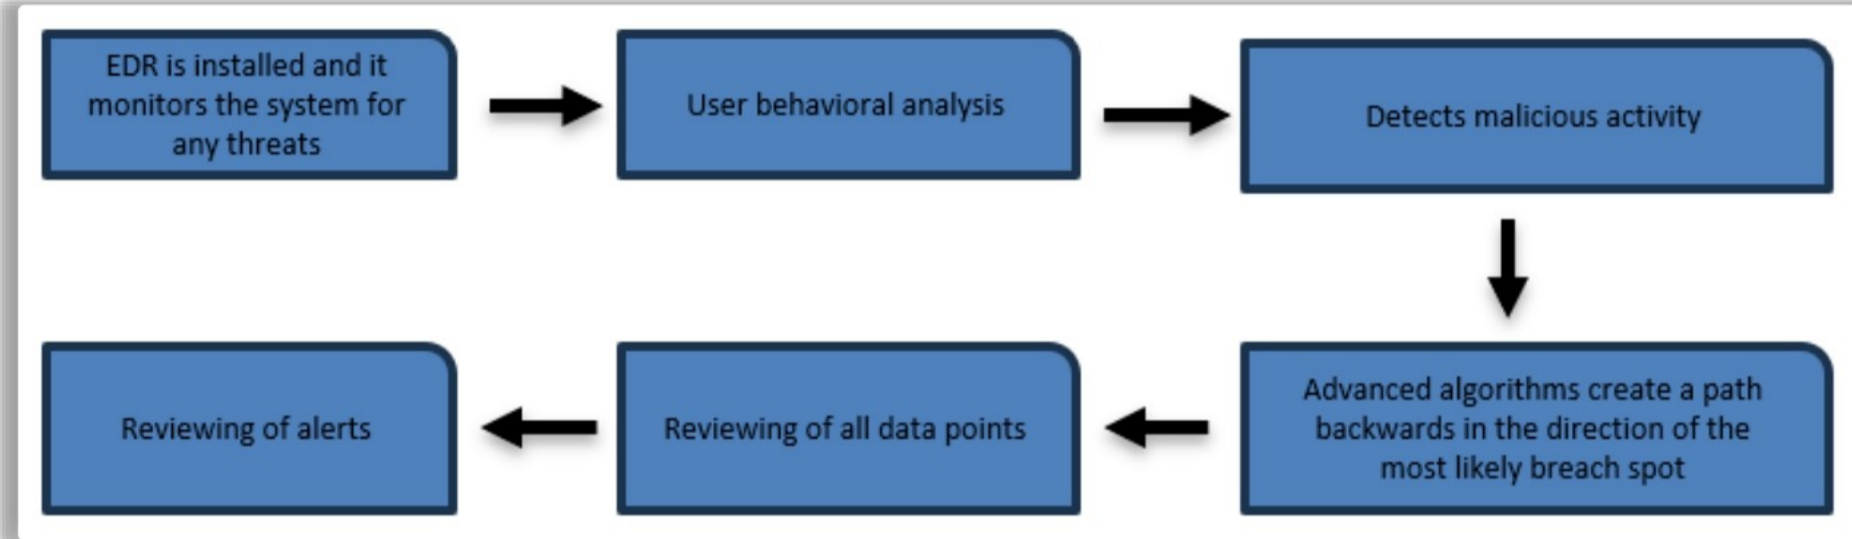 EDR is installed and it
monitors the system for
any threats
User behavioral analysis
Detects malicious activity
Advanced algorithms create a path
backwards in the direction of the
most likely breach spot
Reviewing of all data points
Reviewing of alerts